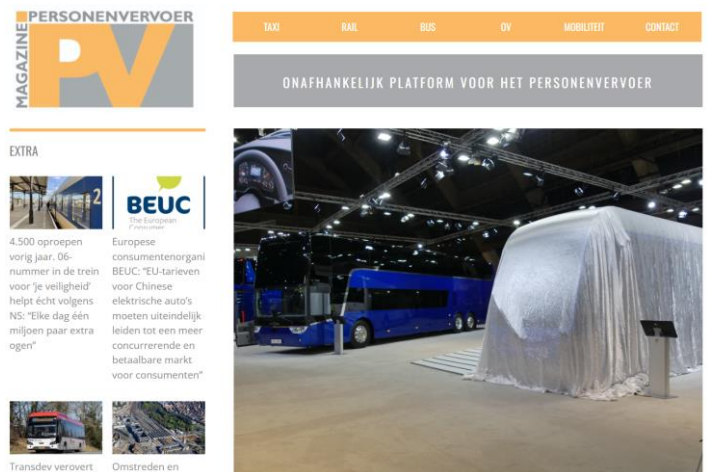 PERSONENVERVOER
MAGAZINE
PV
TAXI RAIL BUS OV MOBILITEIT CONTACT
ONAFHANKELIJK PLATFORM VOOR HET PERSONENVERVOER
EXTRA
2
4.500 oproepen
vorig jaar. 06-
nummer in de trein
voor ‘je veiligheid’
helpt écht volgens
NS: “Elke dag één
miljoen paar extra
ogen”
BEUC
The European
Consumer
Europese
consumentenorgani
BEUC: “EU-tarieven
voor Chinese
elektrische auto’s
moeten uiteindelijk
leiden tot een meer
concurrerende en
betaalbare markt
voor consumenten”
Transdev verovert
Omstreden en